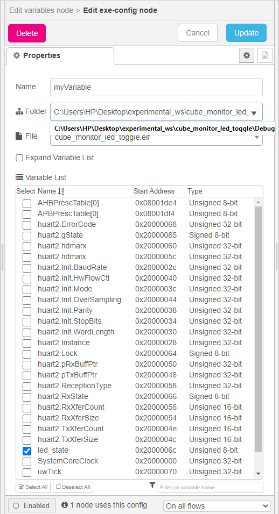 Edit variables node > Edit exe-config node
Delete
Cancel
Update
Properties
Name
myVariable
Folder
C:\Users\HP\Desktop\experimental_ws\cube_monitor_led_
C:\Users\HP\Desktop\experimental_ws\cube_monitor_led_toggle\Debug
File
cube_monitor_led_toggle.elf
Expand Variable List
Variable List
Select Name Start Address Type
AHBPrescTable[0] 0x08001de4 Unsigned 8-bit
APBPrescTable[0] 0x08001df4 Unsigned 8-bit
huart2.ErrorCode 0x20000068 Unsigned 32-bit
huart2.gState 0x20000065 Signed 8-bit
huart2.hdmarx 0x20000060 Unsigned 32-bit
huart2.hdmatx 0x2000005c Unsigned 32-bit
huart2.Init.BaudRate 0x2000002c Unsigned 32-bit
huart2.Init.HwFlowCtl 0x20000040 Unsigned 32-bit
huart2.Init.Mode 0x2000003c Unsigned 32-bit
huart2.Init.OverSampling 0x20000044 Unsigned 32-bit
huart2.Init.Parity 0x20000038 Unsigned 32-bit
huart2.Init.StopBits 0x20000034 Unsigned 32-bit
huart2.Init.WordLength 0x20000030 Unsigned 32-bit
huart2.Instance 0x20000028 Unsigned 32-bit
huart2.Lock 0x20000064 Signed 8-bit
huart2.pRxBuffPtr 0x20000050 Unsigned 32-bit
huart2.pTxBuffPtr 0x20000048 Unsigned 32-bit
huart2.ReceptionType 0x20000058 Unsigned 32-bit
huart2.RxState 0x20000066 Signed 8-bit
huart2.RxXferCount 0x20000056 Unsigned 16-bit
huart2.RxXferSize 0x20000054 Unsigned 16-bit
huart2.TxXferCount 0x2000004e Unsigned 16-bit
huart2.TxXferSize 0x2000004c Unsigned 16-bit
led_state 0x2000006c Unsigned 8-bit
SystemCoreClock 0x20000000 Unsigned 32-bit
uwTick 0x20000070 Unsigned 32-bit
Select All Deselect All Filter on variable name
Enabled 1 node uses this config On all flows